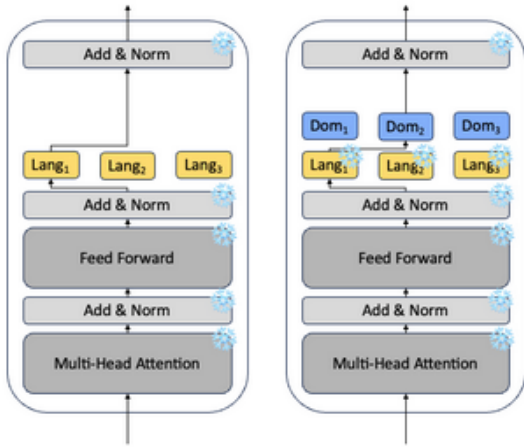 Add & Norm
Lang1
Lang2
Lang3
Add & Norm
Feed Forward
Add & Norm
Multi-Head Attention
Add & Norm
Dom1
Dom2
Dom3
Lang1
Lang2
Lang3
Add & Norm
Feed Forward
Add & Norm
Multi-Head Attention